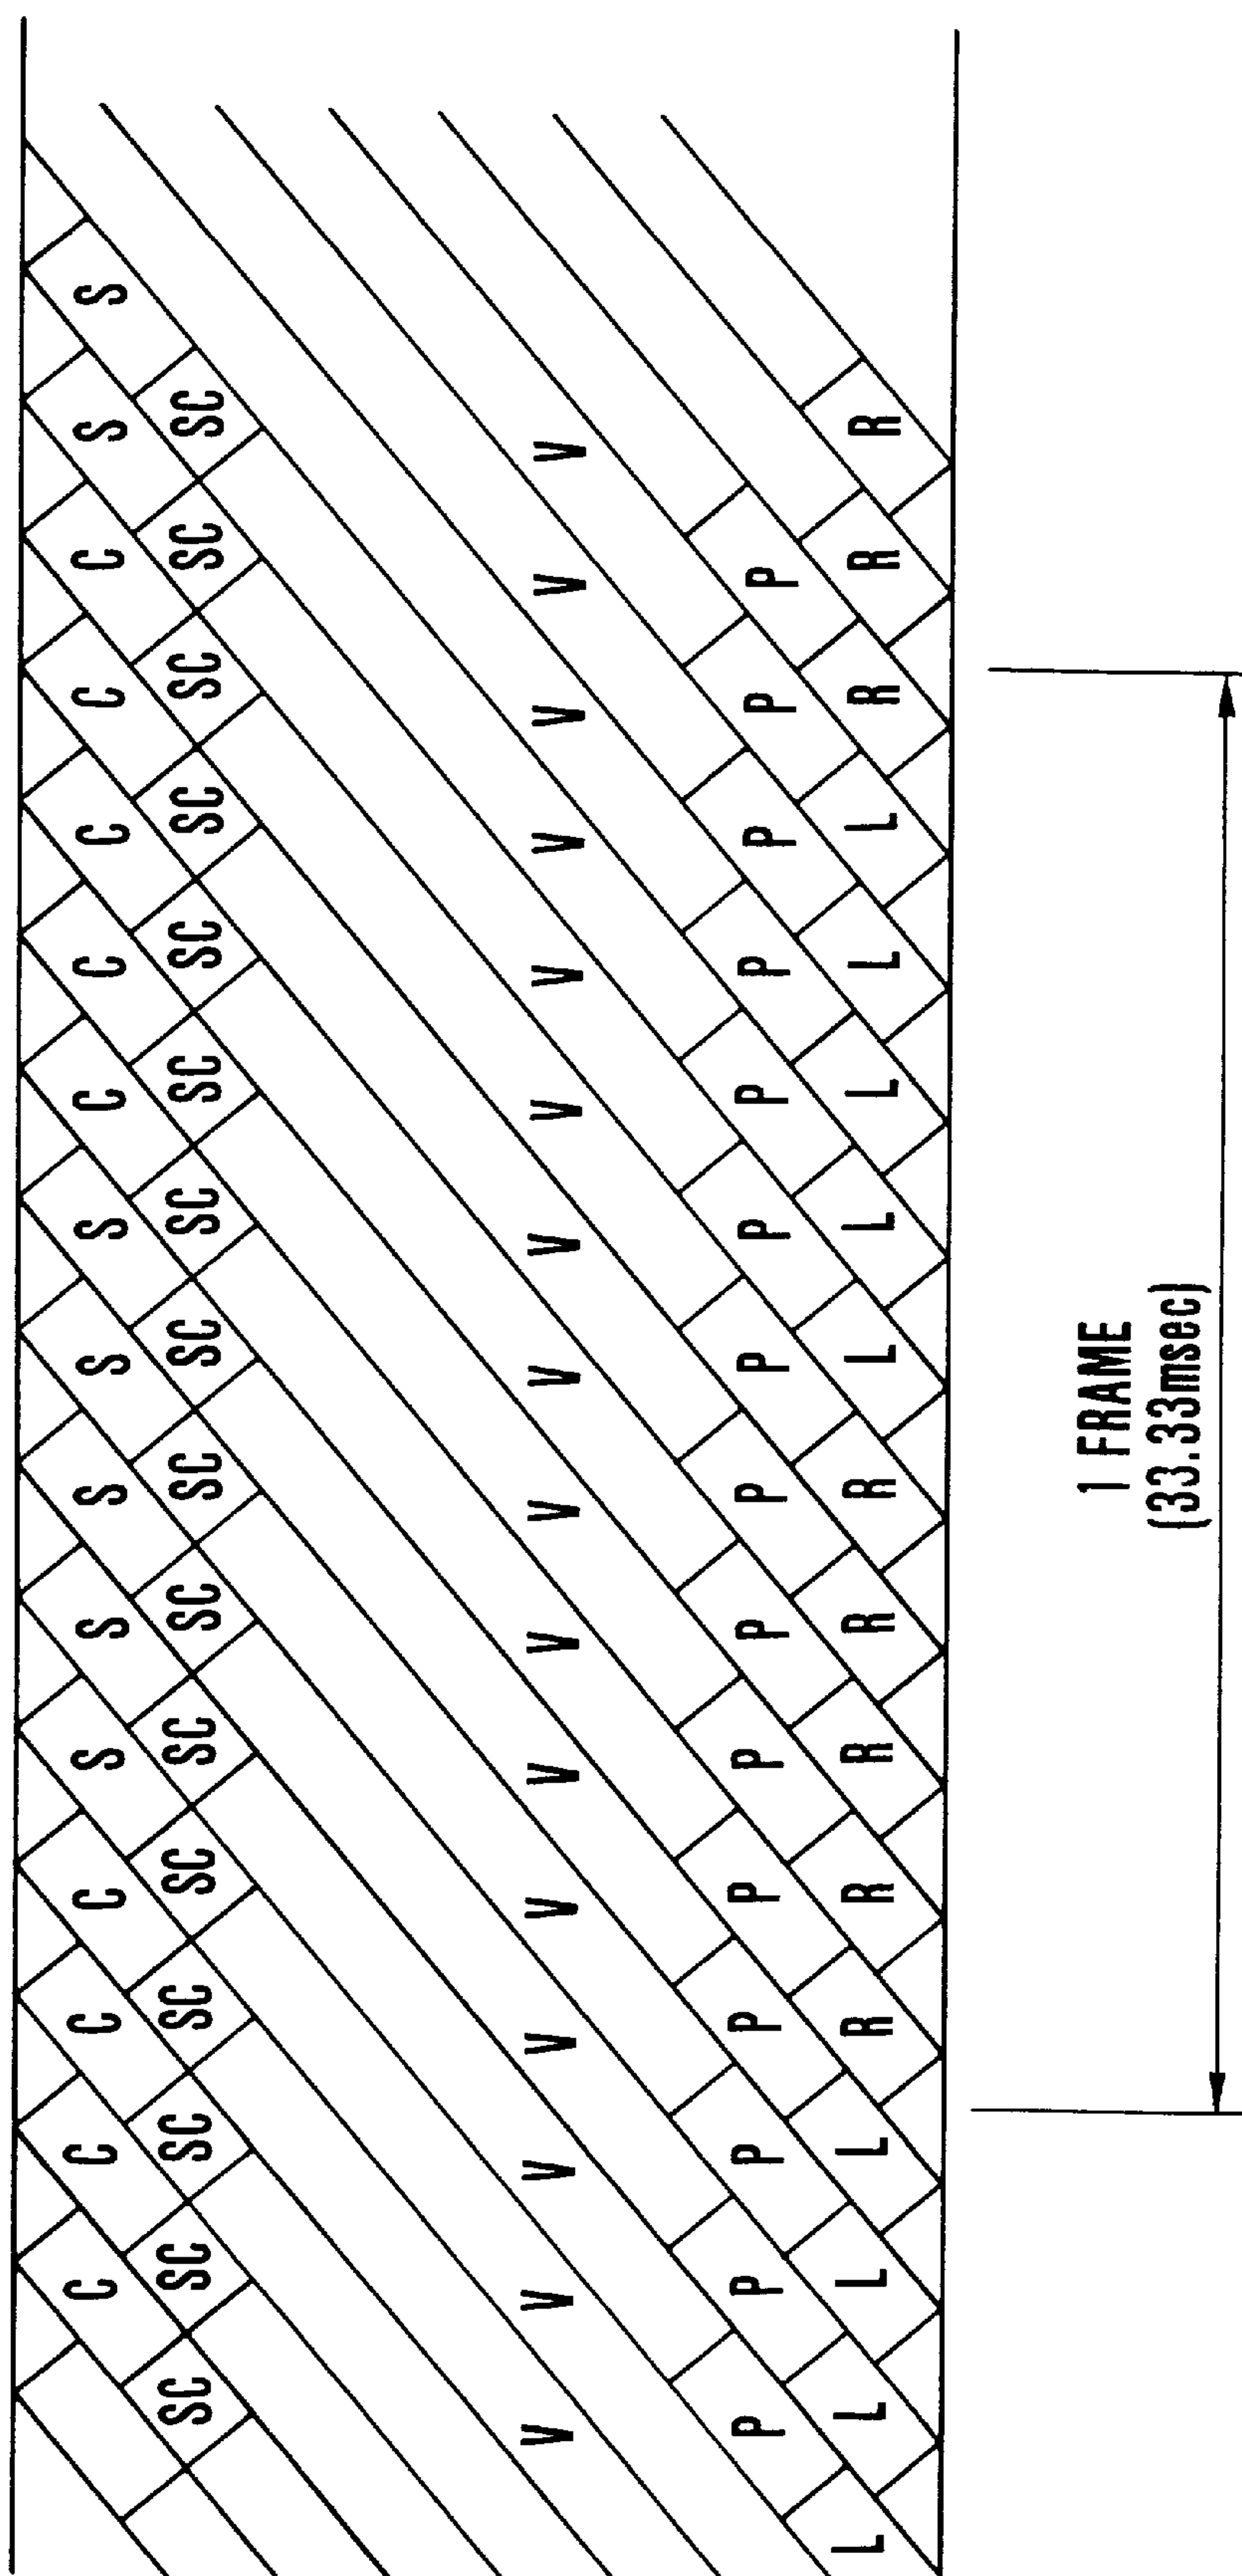 C C C C S S S S S C C C C C S S
SC SC SC SC SC SC SC SC SC SC SC SC SC SC SC SC
V V V V V V V V V V V V V V V V
P P P P P P P P P P P P P P P
L L L L R R R R R L L L L L R R R
1 FRAME
(33.33msec)